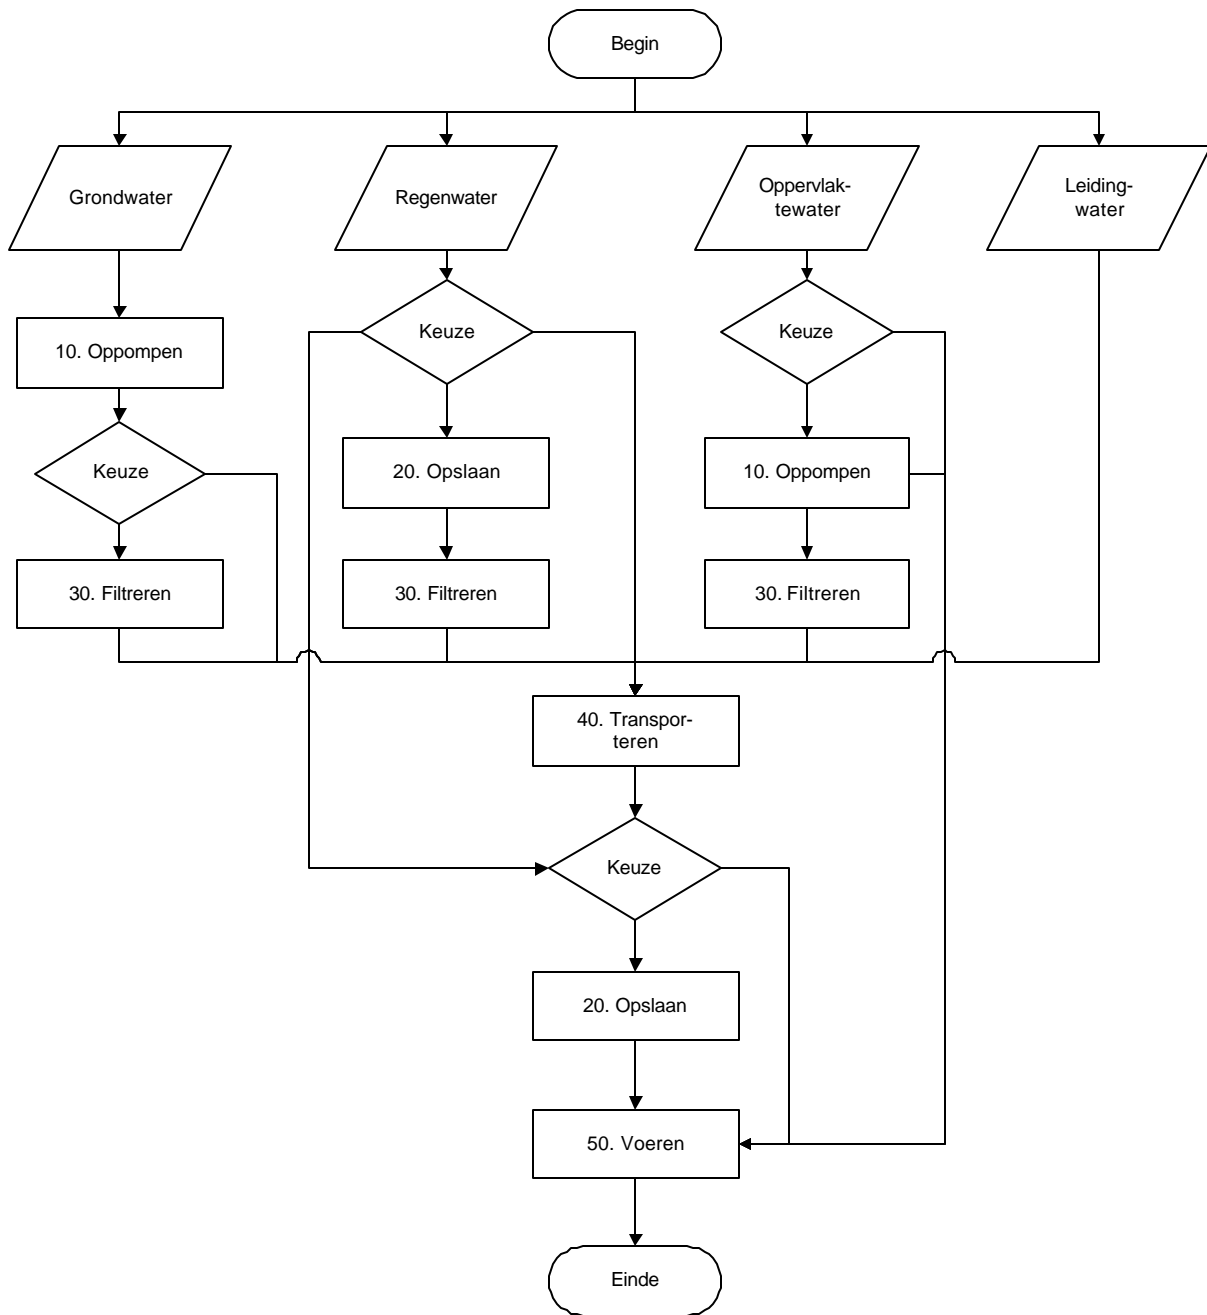 Begin
Grondwater
Regenwater
Oppervlak-
tewater
Leiding-
water
Keuze
Keuze
10. Oppompen
Keuze
20. Opslaan
10. Oppompen
30. Filtreren
30. Filtreren
30. Filtreren
40. Transpor-
teren
Keuze
20. Opslaan
50. Voeren
Einde